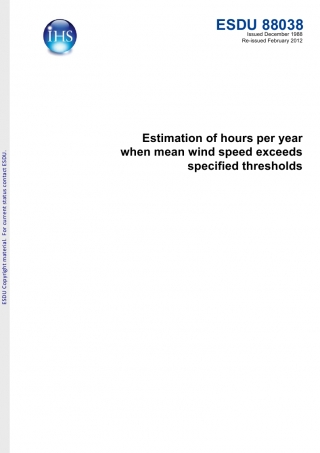 ESDU 88038
Issued December 1988
Re-issued February 2012
IHS
Estimation of hours per year
when mean wind speed exceeds
specified thresholds
ESDU Copyright material. For current status contact ESDU.